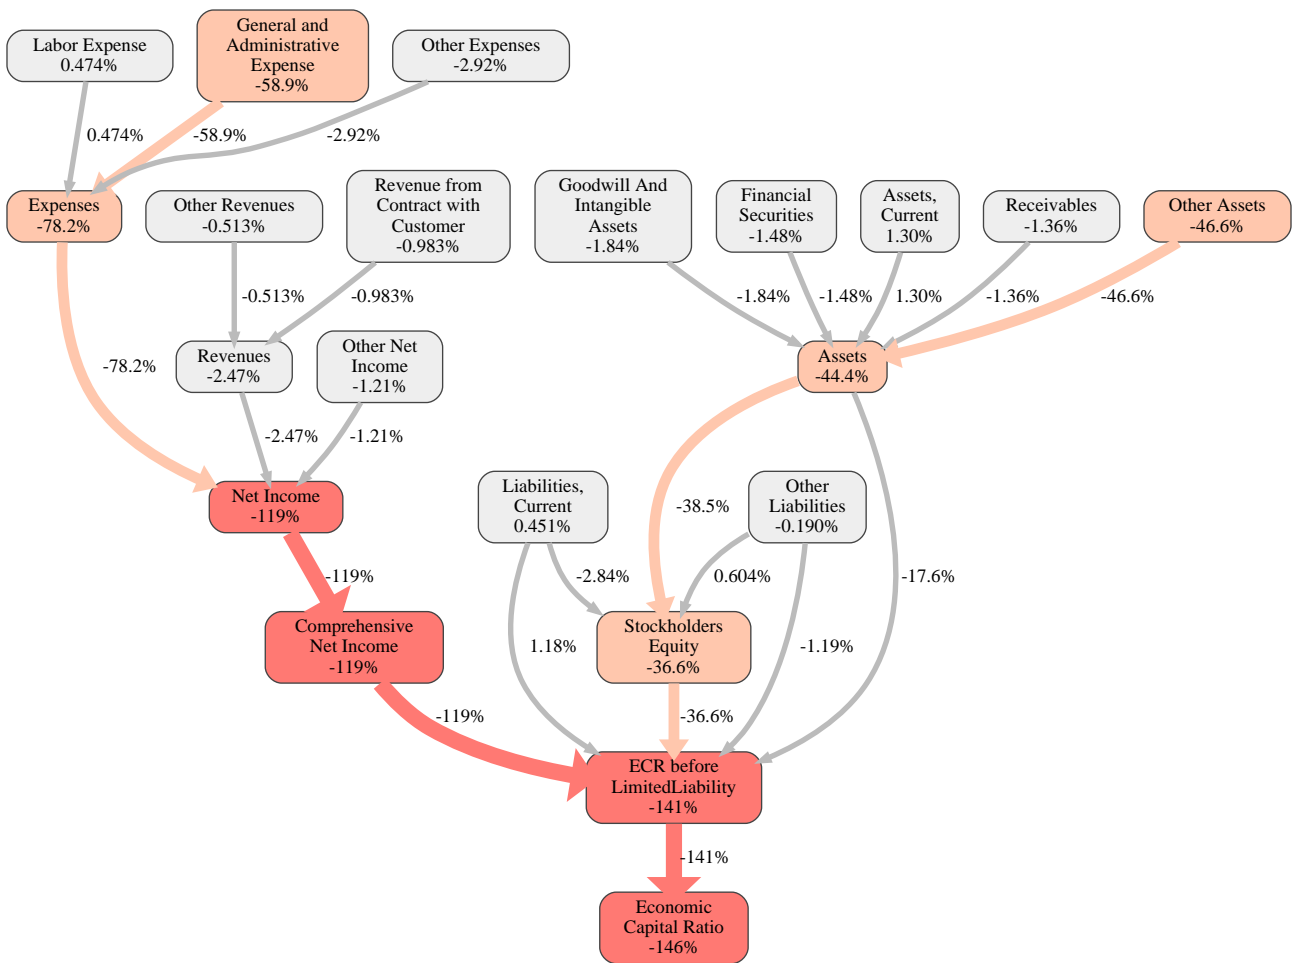 Labor Expense
0.474%
General and
Administrative
Expense
-58.9%
Other Expenses
-2.92%
0.474%
-58.9%
-2.92%
Expenses
-78.2%
Other Revenues
-0.513%
Revenue from
Contract with
Customer
-0.983%
Goodwill And
Intangible
Assets
-1.84%
Financial
Securities
-1.48%
Assets,
Current
1.30%
Receivables
-1.36%
Other Assets
-46.6%
-0.513%
-0.983%
-1.84%
-1.48%
1.30%
-1.36%
-46.6%
-78.2%
Revenues
-2.47%
Other Net
Income
-1.21%
Assets
-44.4%
-2.47%
-1.21%
Net Income
-119%
Liabilities,
Current
0.451%
Other
Liabilities
-0.190%
-38.5%
-119%
-2.84%
0.604%
-17.6%
Comprehensive
Net Income
-119%
1.18%
Stockholders
Equity
-36.6%
-1.19%
-119%
-36.6%
ECR before
LimitedLiability
-141%
-141%
Economic
Capital Ratio
-146%